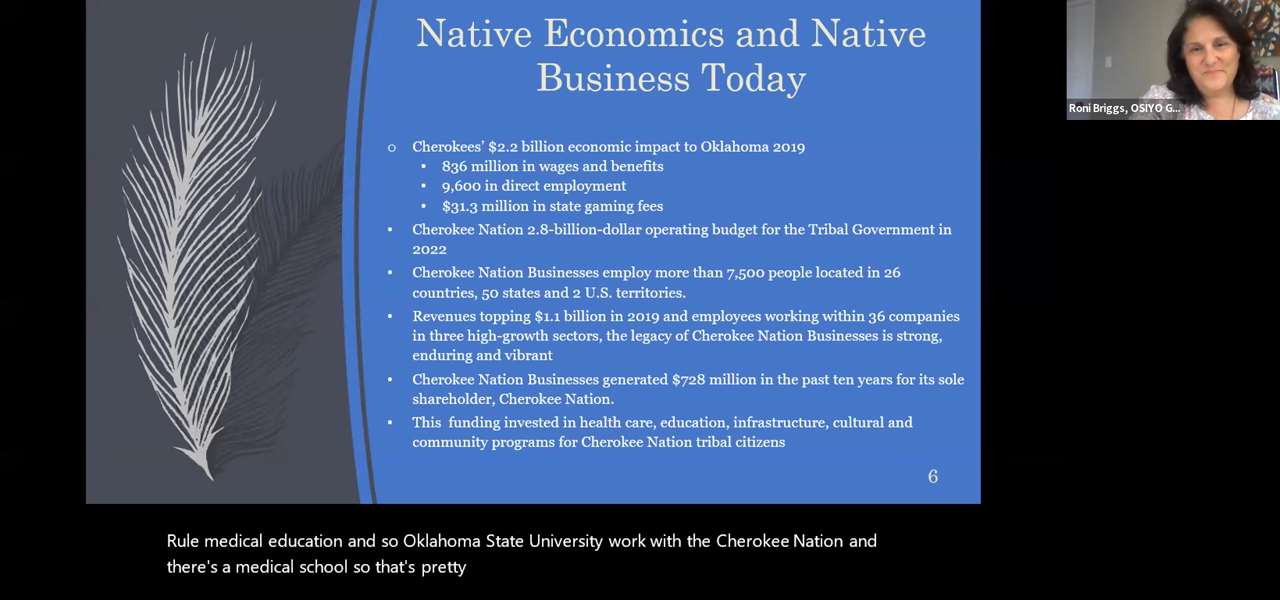 Native Economics and Native
Business Today
Roni Briggs, OSIYO G...
o Cherokees' $2.2 billion economic impact to Oklahoma 2019
• 836 million in wages and benefits
• 9,600 in direct employment
• $31.3 million in state gaming fees
• Cherokee Nation 2.8-billion-dollar operating budget for the Tribal Government in
2022
• Cherokee Nation Businesses employ more than 7,500 people located in 26
countries, 50 states and 2 U.S. territories.
• Revenues topping $1.1 billion in 2019 and employees working within 36 companies
in three high-growth sectors, the legacy of Cherokee Nation Businesses is strong,
enduring and vibrant
• Cherokee Nation Businesses generated $728 million in the past ten years for its sole
shareholder, Cherokee Nation.
• This  funding invested in health care, education, infrastructure, cultural and
community programs for Cherokee Nation tribal citizens
6
Rule medical education and so Oklahoma State University work with the Cherokee Nation and
there's a medical school so that's pretty